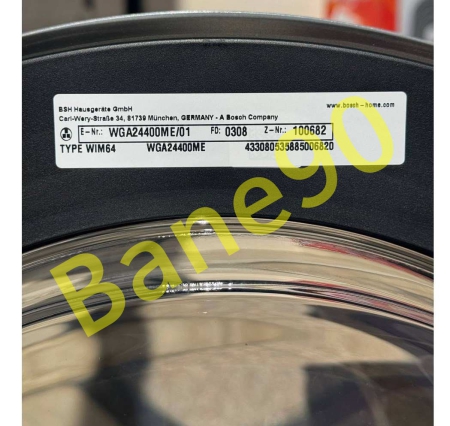 BSH Hausgeräte GmbH
www.bosch-home.com
Carl-Wery-Straße 34, 81739 München, GERMANY - A Bosch Company
E-Nr.: WGA24400ME/01 FD: 0308 Z-Nr.: 100682
TYPE WIM64 WGA24400ME 433080535885006820
Bane90